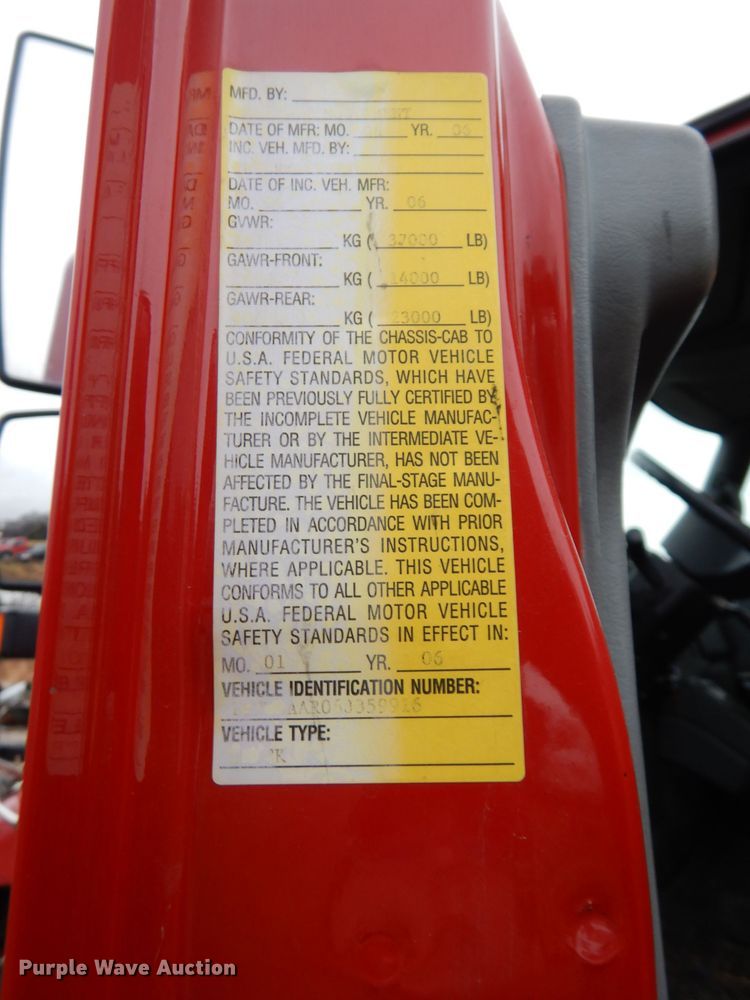 MFD. BY:
DATE OF MFR: MO. YR. 06
INC. VEH. MFD. BY:
DATE OF INC. VEH. MFR:
MO. YR. 06
GVWR:
KG ( 37000 LB)
GAWR-FRONT:
KG ( 14000 LB)
GAWR-REAR:
KG ( 23000 LB)
CONFORMITY OF THE CHASSIS-CAB TO
U.S.A. FEDERAL MOTOR VEHICLE
SAFETY STANDARDS, WHICH HAVE
BEEN PREVIOUSLY FULLY CERTIFIED BY
THE INCOMPLETE VEHICLE MANUFAC-
TURER OR BY THE INTERMEDIATE VE-
HICLE MANUFACTURER, HAS NOT BEEN
AFFECTED BY THE FINAL-STAGE MANU-
FACTURE. THE VEHICLE HAS BEEN COM-
PLETED IN ACCORDANCE WITH PRIOR
MANUFACTURER'S INSTRUCTIONS,
WHERE APPLICABLE. THIS VEHICLE
CONFORMS TO ALL OTHER APPLICABLE
U.S.A. FEDERAL MOTOR VEHICLE
SAFETY STANDARDS IN EFFECT IN:
MO. 01 YR. 06
VEHICLE IDENTIFICATION NUMBER:
VEHICLE TYPE:
Purple Wave Auction